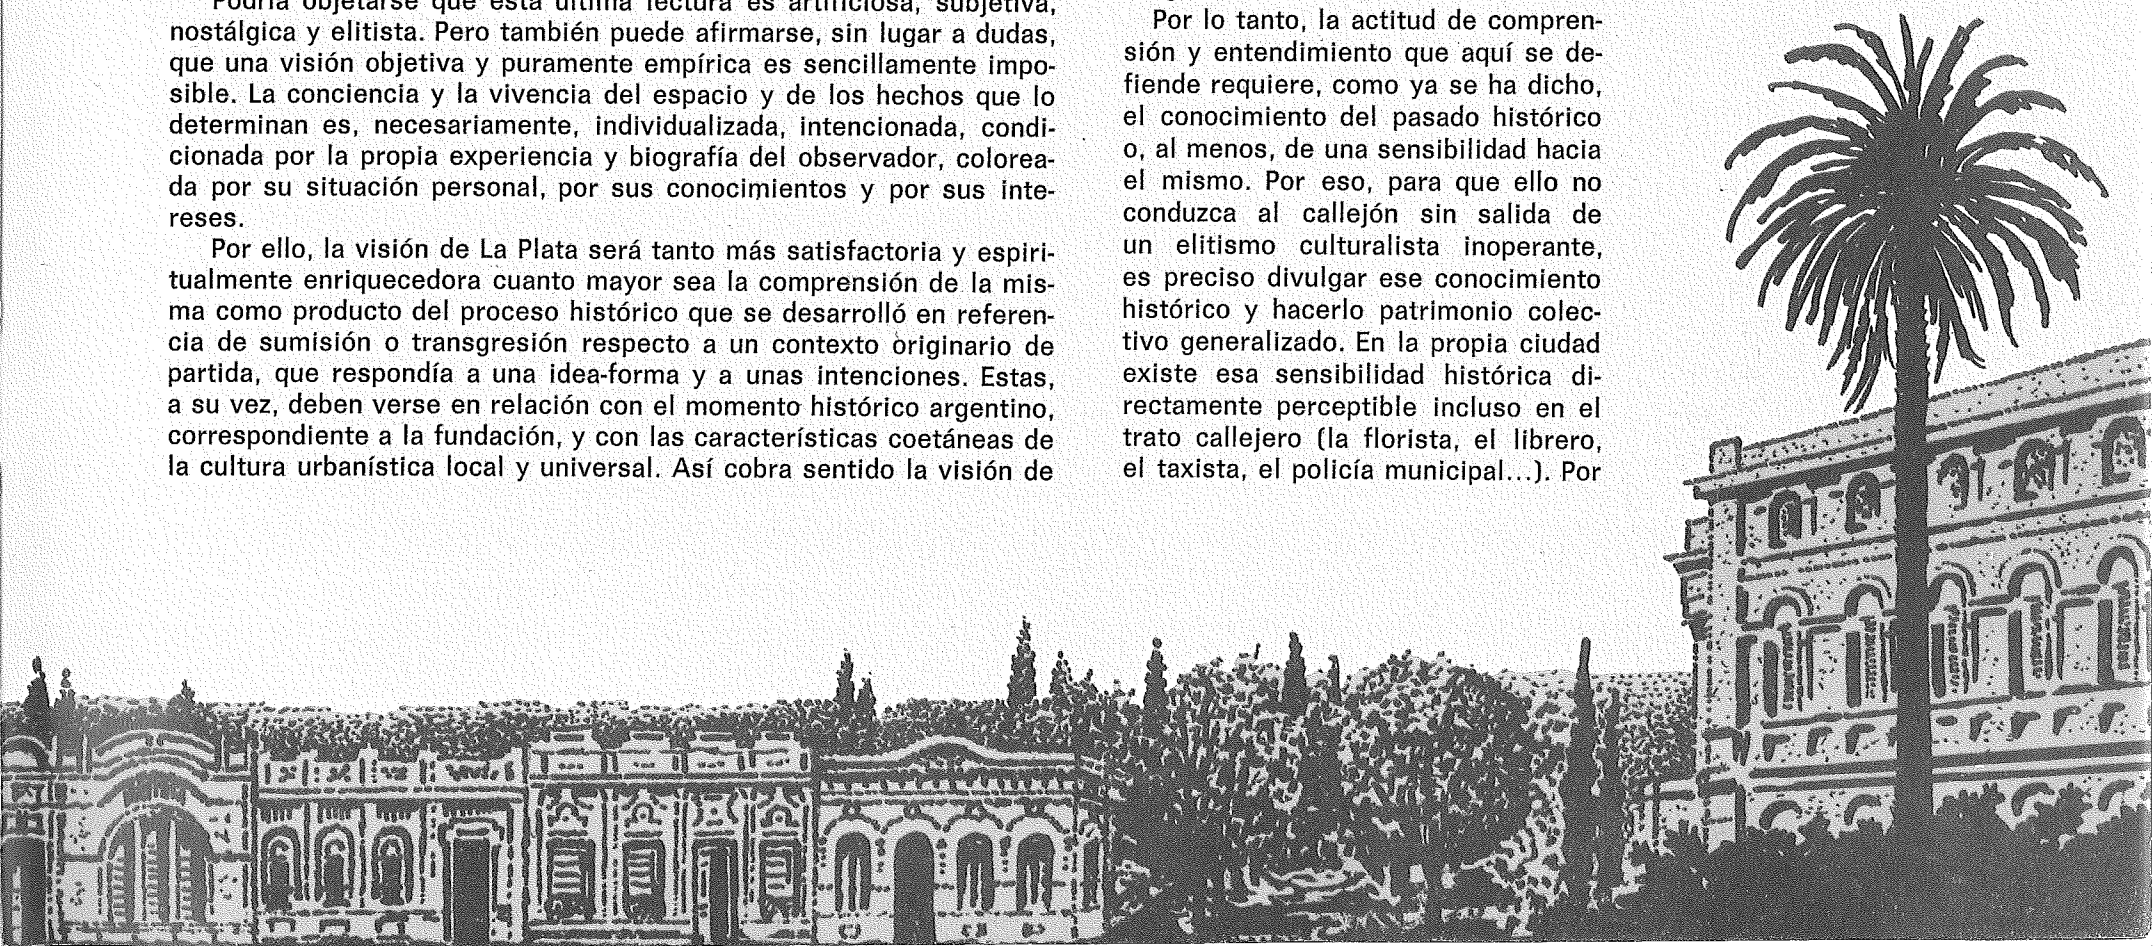 Podría objetarse que esta última lectura es artificiosa, subjetiva,
nostálgica y elitista. Pero también puede afirmarse, sin lugar a dudas,
que una visión objetiva y puramente empírica es sencillamente impo-
sible. La conciencia y la vivencia del espacio y de los hechos que lo
determinan es, necesariamente, individualizada, intencionada, condi-
cionada por la propia experiencia y biografía del observador, colorea-
da por su situación personal, por sus conocimientos y por sus inte-
reses.
Por ello, la visión de La Plata será tanto más satisfactoria y espiri-
tualmente enriquecedora cuanto mayor sea la comprensión de la mis-
ma como producto del proceso histórico que se desarrolló en referen-
cia de sumisión o transgresión respecto a un contexto originario de
partida, que respondía a una idea-forma y a unas intenciones. Estas,
a su vez, deben verse en relación con el momento histórico argentino,
correspondiente a la fundación, y con las características coetáneas de
la cultura urbanística local y universal. Así cobra sentido la visión de
Por lo tanto, la actitud de compren-
sión y entendimiento que aquí se de-
fiende requiere, como ya se ha dicho,
el conocimiento del pasado histórico
o, al menos, de una sensibilidad hacia
el mismo. Por eso, para que ello no
conduzca al callejón sin salida de
un elitismo culturalista inoperante,
es preciso divulgar ese conocimiento
histórico y hacerlo patrimonio colec-
tivo generalizado. En la propia ciudad
existe esa sensibilidad histórica di-
rectamente perceptible incluso en el
trato callejero (la florista, el librero,
el taxista, el policía municipal...). Por